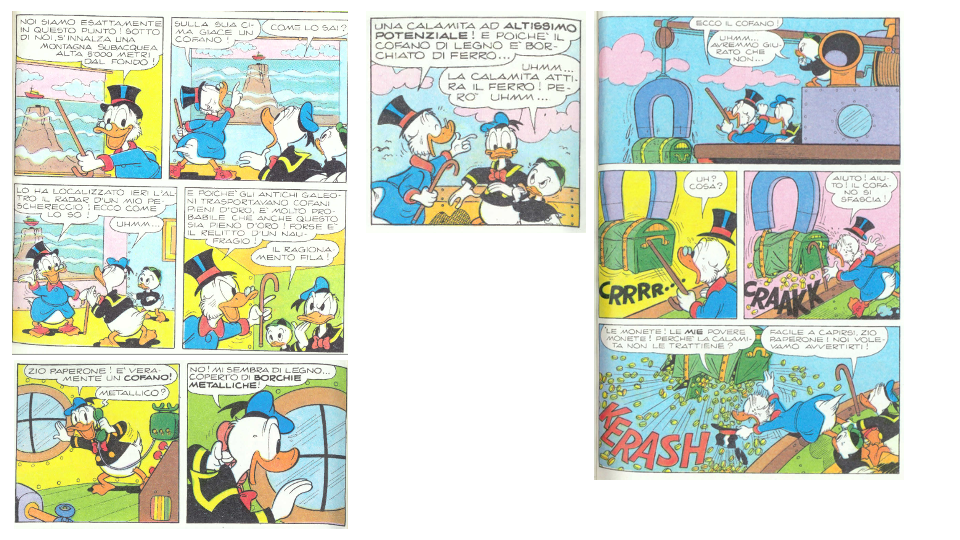 NOI SIAMO ESATTAMENTE
IN QUESTO PUNTO! SOTTO
DI NOI, S'INNALZA UNA
MONTAGNA SUBACQUEA
ALTA 5'000 METRI
DAL FONDO!
SULLA SUA CI-
MA GIACE UN
COFANO!
COME LO SAI?
LO HA LOCALIZZATO IERI L'AL-
TRO IL RADAR D'UN MIO PE-
SCHERECCIO! ECCO COME
LO SO!
UHMM...
E POICHE' GLI ANTICHI GALEO-
NI TRASPORTAVANO COFANI
PIENI D'ORO, E' MOLTO PRO-
BABILE CHE ANCHE QUESTO
SIA PIENO D'ORO! FORSE E'
IL RELITTO D'UN NAU-
FRAGIO!
IL RAGIONA-
MENTO FILA!
ZIO PAPERONE! E' VERA-
MENTE UN COFANO!
METALLICO?
NO! MI SEMBRA DI LEGNO...
COPERTO DI BORCHIE
METALLICHE!
UNA CALAMITA AD ALTISSIMO
POTENZIALE! E POICHE' IL
COFANO DI LEGNO E' BOR-
CHIATO DI FERRO...
UHMM...
LA CALAMITA ATTI-
RA IL FERRO! PE-
RO' UHMM...
ECCO IL COFANO!
UHMM...
AVREMMO GIU-
RATO CHE
NON...
UH?
COSA?
CRRRR..
AIUTO! AIU-
TO! IL COFA-
NO SI
SFASCIA!
CRAAKK
LE MONETE! LE MIE POVERE
MONETE! PERCHE' LA CALAMI-
TA NON LE TRATTIENE?
FACILE A CAPIRSI, ZIO
PAPERONE! NOI VOLE-
VAMO AVVERTIRTI!
KERASH